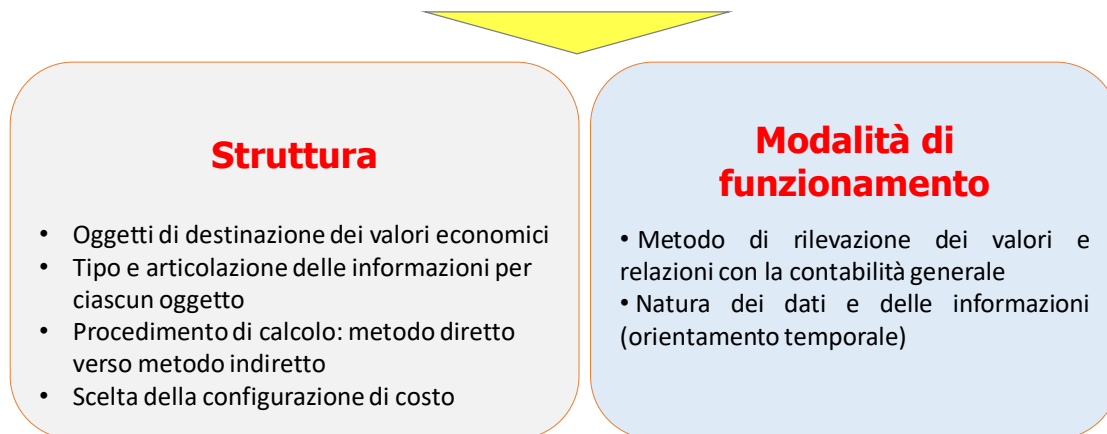 Struttura
• Oggetti di destinazione dei valori economici
• Tipo e articolazione delle informazioni per
ciascun oggetto
• Procedimento di calcolo: metodo diretto
verso metodo indiretto
• Scelta della configurazione di costo
Modalità di
funzionamento
• Metodo di rilevazione dei valori e
relazioni con la contabilità generale
• Natura dei dati e delle informazioni
(orientamento temporale)